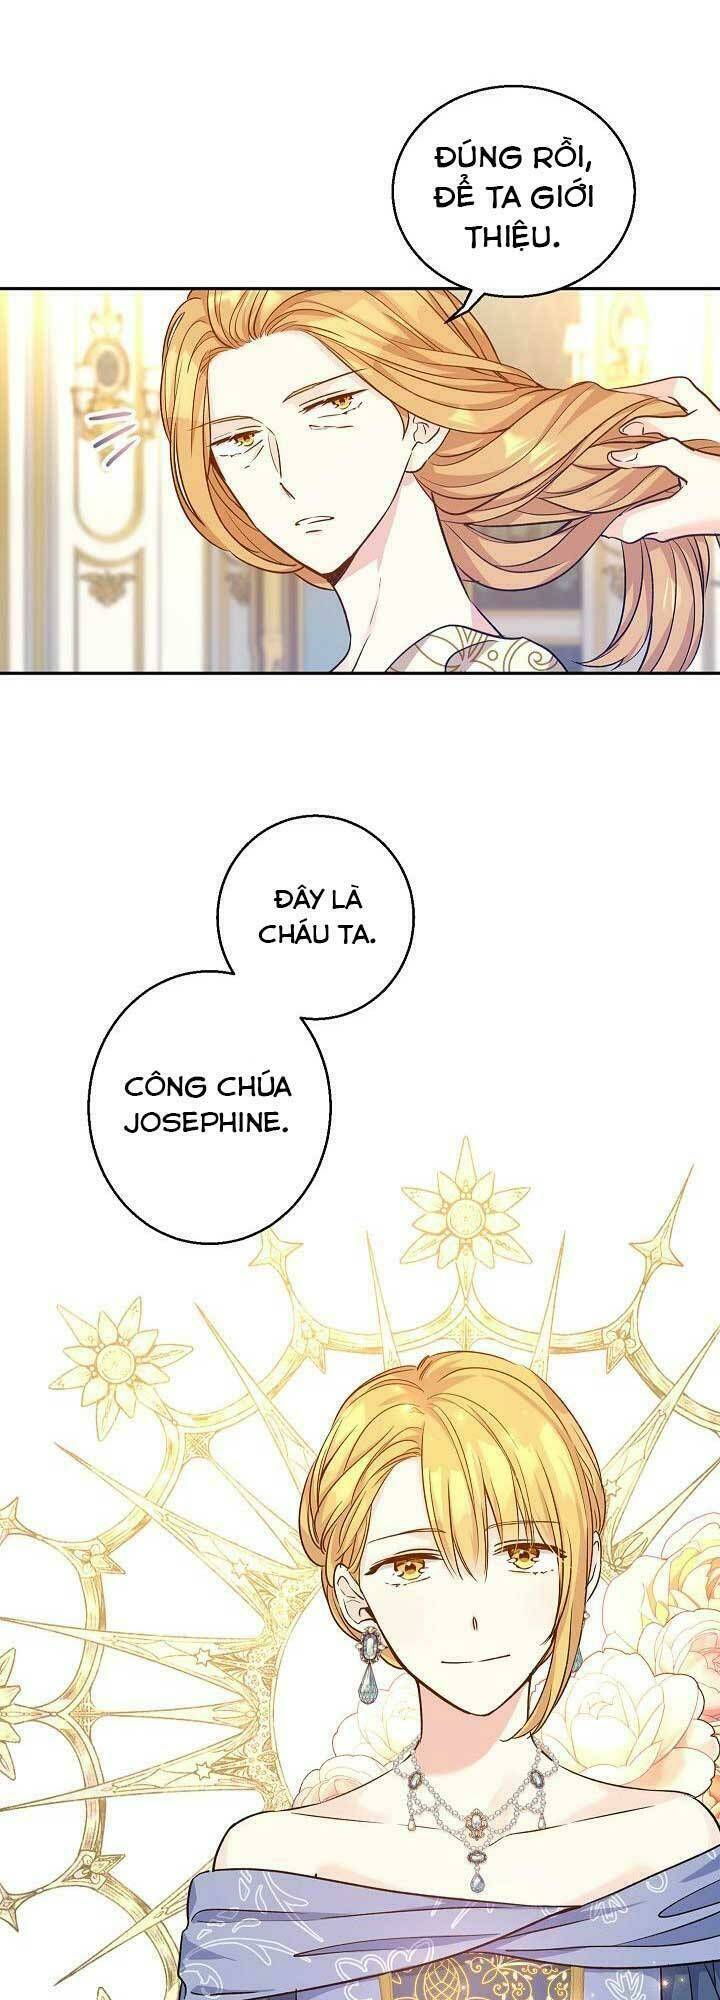 ĐÚNG RỒI,
ĐỂ TA GIỚI
THIỆU.
ĐÂY LÀ
CHÁU TA.
CÔNG CHÚA
JOSEPHINE.